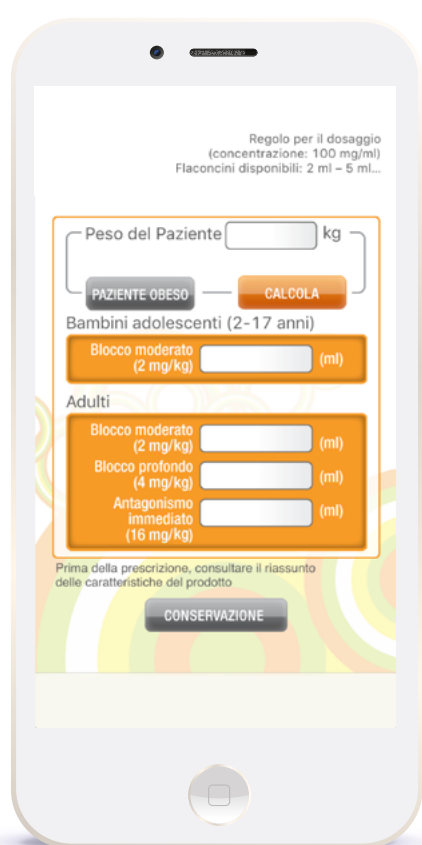 Regolo per il dosaggio
(concentrazione: 100 mg/ml)
Flaconcini disponibili: 2 ml – 5 ml...
Peso del Paziente kg
PAZIENTE OBESO CALCOLA
Bambini adolescenti (2-17 anni)
Blocco moderato
(2 mg/kg) (ml)
Adulti
Blocco moderato
(2 mg/kg) (ml)
Blocco profondo
(4 mg/kg) (ml)
Antagonismo
immediato (ml)
(16 mg/kg)
Prima della prescrizione, consultare il riassunto
delle caratteristiche del prodotto
CONSERVAZIONE